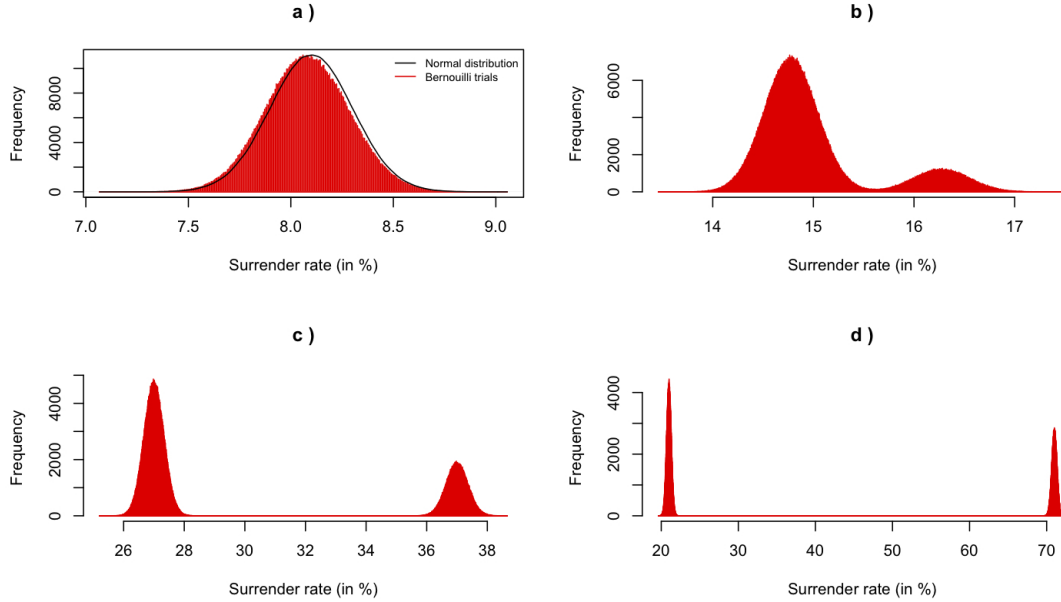 a )
Frequency
0 4000 8000
Normal distribution
Bernouilli trials
7.0 7.5 8.0 8.5 9.0
Surrender rate (in %)
b )
Frequency
0 2000 6000
14 15 16 17
Surrender rate (in %)
c )
Frequency
0 2000 4000
26 28 30 32 34 36 38
Surrender rate (in %)
d )
Frequency
0 2000 4000
20 30 40 50 60 70
Surrender rate (in %)